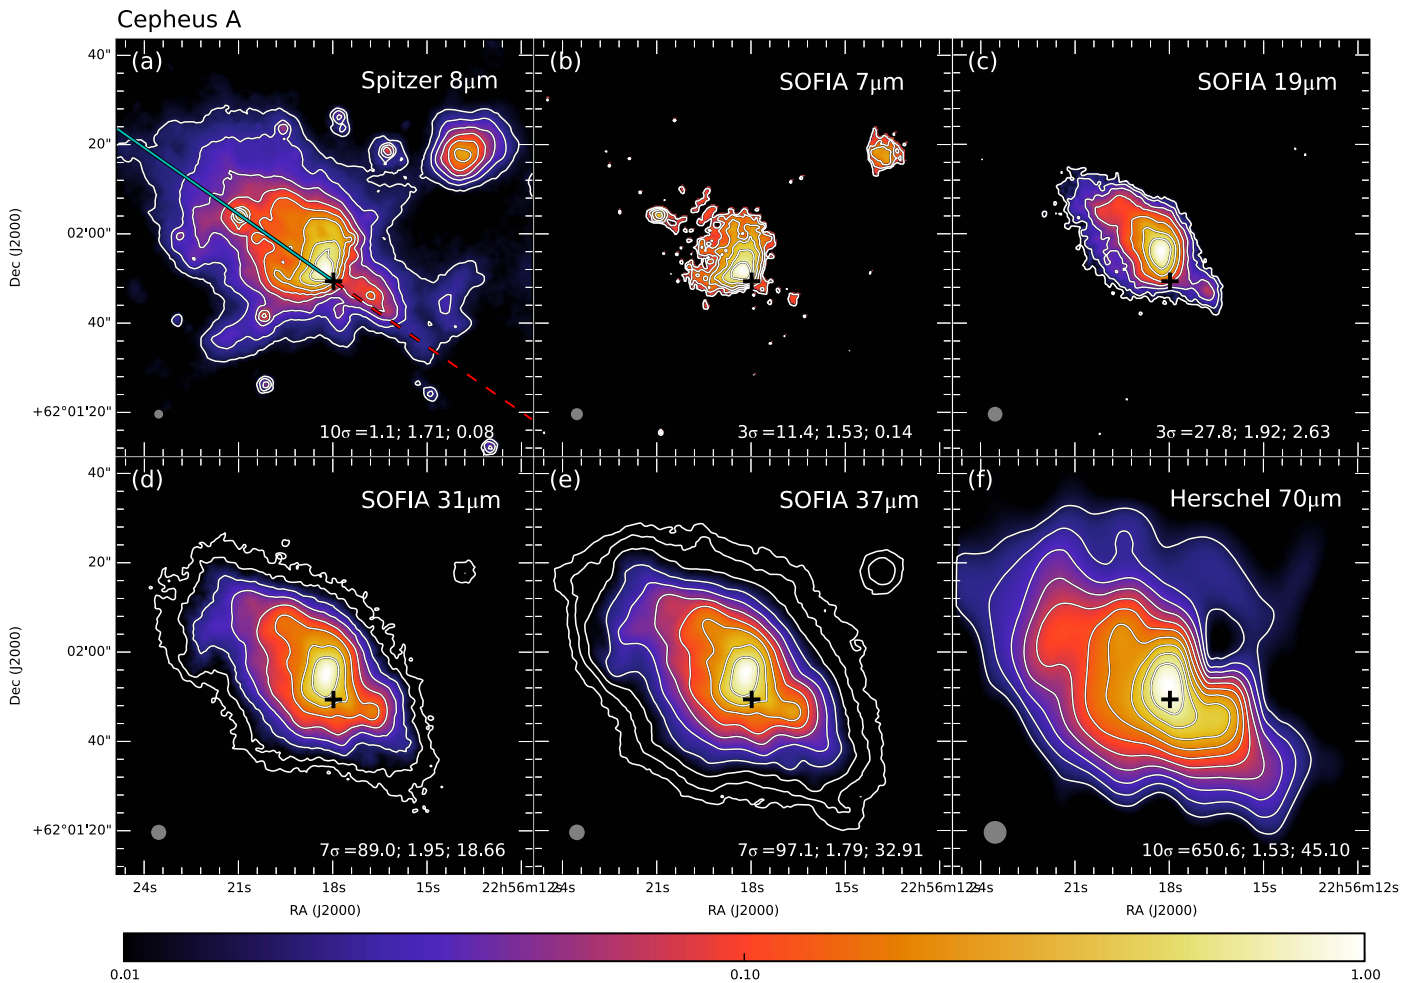 Cepheus A
(a)
Spitzer 8μm
10σ=1.1; 1.71; 0.08
(b)
SOFIA 7μm
3σ=11.4; 1.53; 0.14
(c)
SOFIA 19μm
3σ=27.8; 1.92; 2.63
40"
20"
02'00"
40"
+62°01'20"
Dec (J2000)
(d)
SOFIA 31μm
7σ=89.0; 1.95; 18.66
(e)
SOFIA 37μm
7σ=97.1; 1.79; 32.91
(f)
Herschel 70μm
10σ=650.6; 1.53; 45.10
40"
20"
02'00"
40"
+62°01'20"
Dec (J2000)
24s 21s 18s 15s 22h56m12s
24s 21s 18s 15s 22h56m12s
24s 21s 18s 15s 22h56m12s
RA (J2000) RA (J2000) RA (J2000)
0.01 0.10 1.00